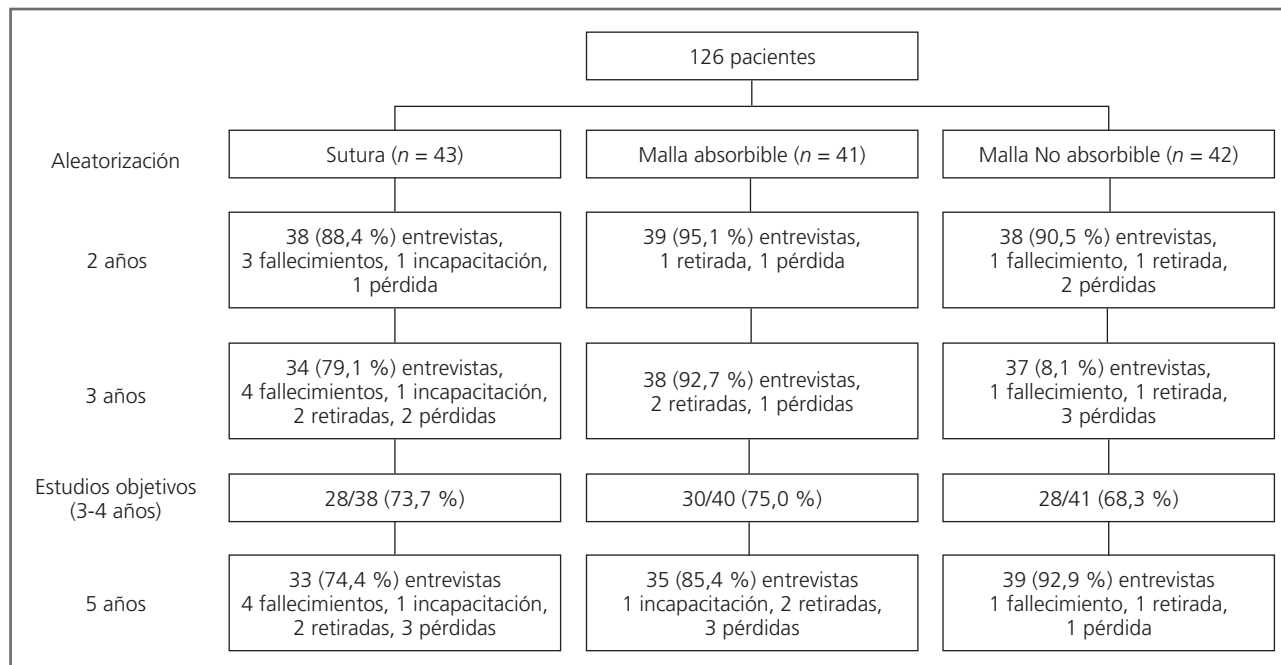 126 pacientes
Aleatorización
Sutura (n = 43)
Malla absorbible (n = 41)
Malla No absorbible (n = 42)
2 años
38 (88,4 %) entrevistas,
3 fallecimientos, 1 incapacitación,
1 pérdida
39 (95,1 %) entrevistas,
1 retirada, 1 pérdida
38 (90,5 %) entrevistas,
1 fallecimiento, 1 retirada,
2 pérdidas
3 años
34 (79,1 %) entrevistas,
4 fallecimientos, 1 incapacitación,
2 retiradas, 2 pérdidas
38 (92,7 %) entrevistas,
2 retiradas, 1 pérdidas
37 (8,1 %) entrevistas,
1 fallecimiento, 1 retirada,
3 pérdidas
Estudios objetivos
(3-4 años)
28/38 (73,7 %)
30/40 (75,0 %)
28/41 (68,3 %)
5 años
33 (74,4 %) entrevistas
4 fallecimientos, 1 incapacitación,
2 retiradas, 3 pérdidas
35 (85,4 %) entrevistas
1 incapacitación, 2 retiradas,
3 pérdidas
39 (92,9 %) entrevistas
1 fallecimiento, 1 retirada,
1 pérdida